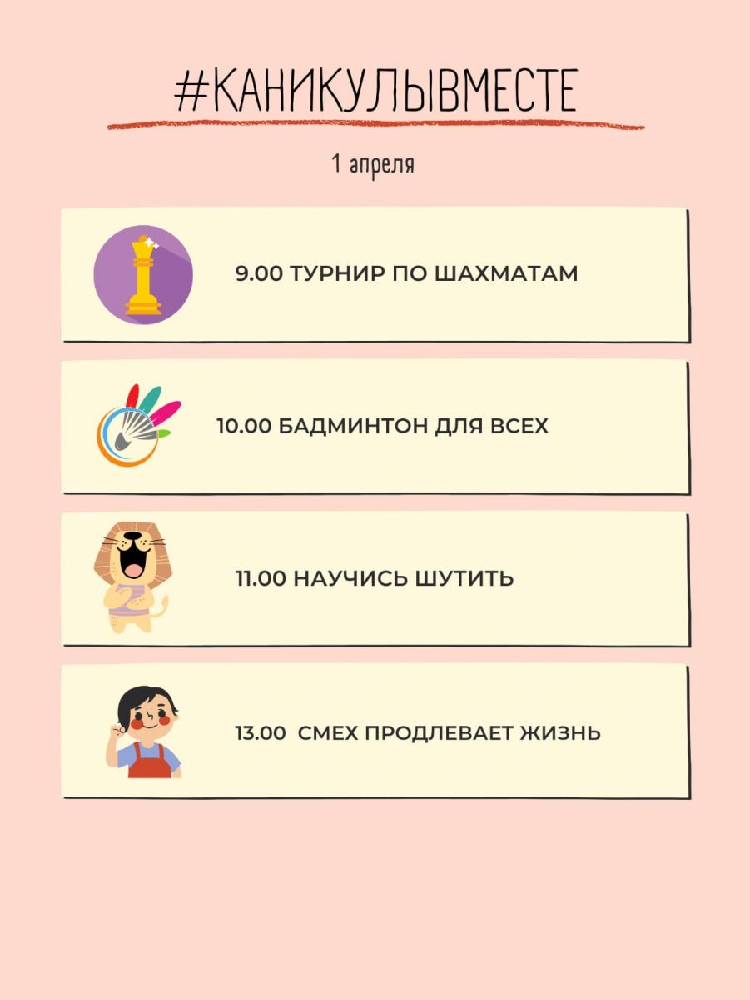 #КАНИКУЛЫВМЕСТЕ
1 апреля
9.00 ТУРНИР ПО ШАХМАТАМ
10.00 БАДМИНТОН ДЛЯ ВСЕХ
11.00 НАУЧИСЬ ШУТИТЬ
13.00 СМЕХ ПРОДЛЕВАЕТ ЖИЗНЬ